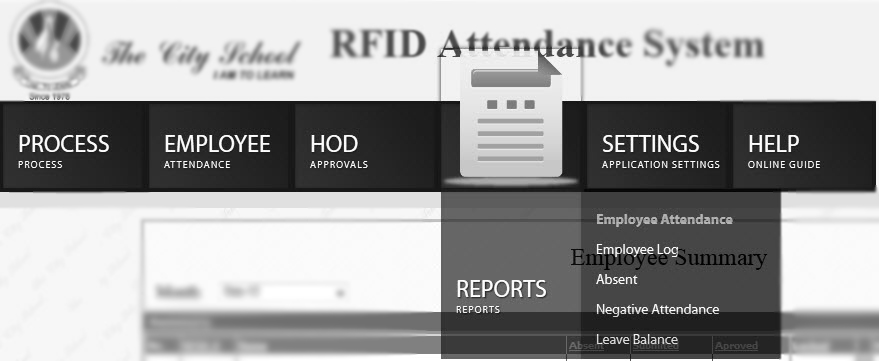 The City School
I AM TO LEARN
Since 1978
RFID Attendance System
PROCESS
PROCESS
EMPLOYEE
ATTENDANCE
HOD
APPROVALS
SETTINGS
APPLICATION SETTINGS
HELP
ONLINE GUIDE
REPORTS
REPORTS
Employee Attendance
Employee Log
Absent
Negative Attendance
Leave Balance
Employee Summary
Month
Absent
Submitted
Aproved